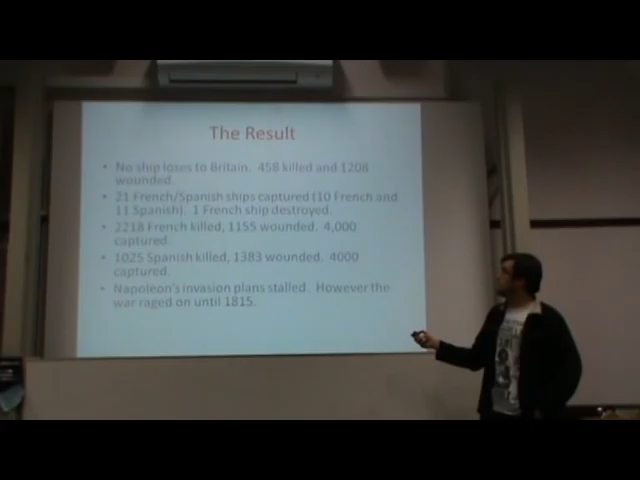 The Result
• No ship loses to Britain.  458 killed and 1208
wounded.
• 21 French/Spanish ships captured (10 French and
11 Spanish).  1 French ship destroyed.
• 2218 French killed, 1155 wounded.  4,000
captured.
• 1025 Spanish killed, 1383 wounded.  4000
captured.
• Napoleon's invasion plans stalled.  However the
war raged on until 1815.